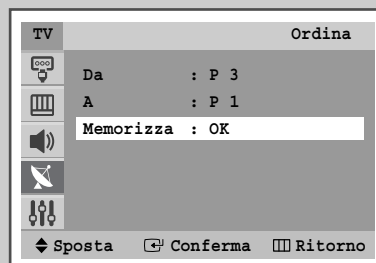 TV Ordina
Da : P 3
A : P 1
Memorizza : OK
Sposta Conferma Ritorno